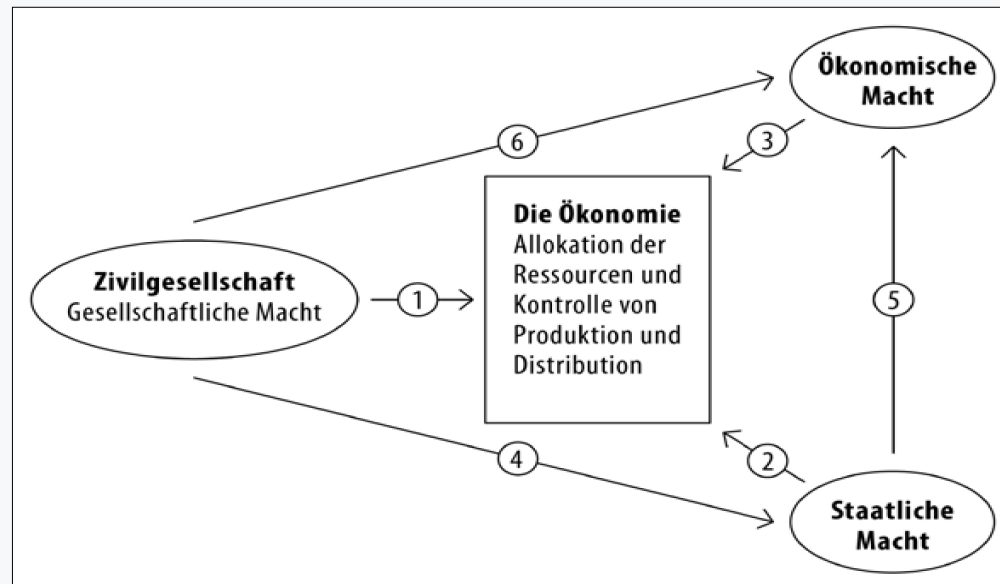 Ökonomische
Macht
6
3
Die Ökonomie
Allokation der
Ressourcen und
Kontrolle von
Produktion und
Distribution
Zivilgesellschaft
Gesellschaftliche Macht
1
5
4
2
Staatliche
Macht